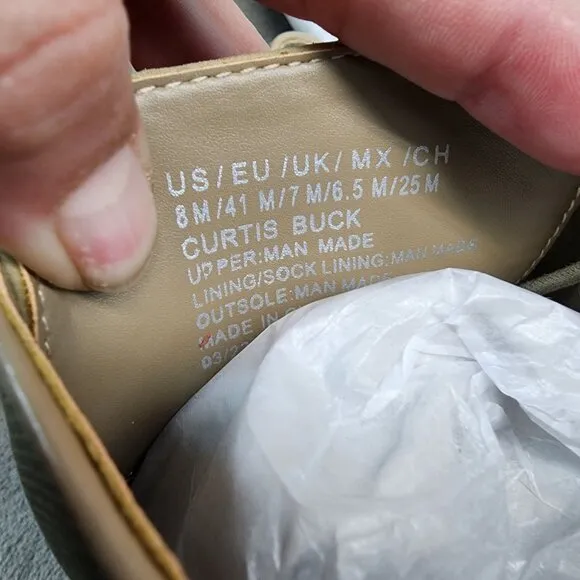 US/EU/UK/ MX /CH
8 M/41 M/7 M/6.5 M/25 M
CURTIS BUCK
UPPER:MAN MADE
LINING/SOCK LINING:MAN MADE
OUTSOLE:MAN MADE
MADE IN